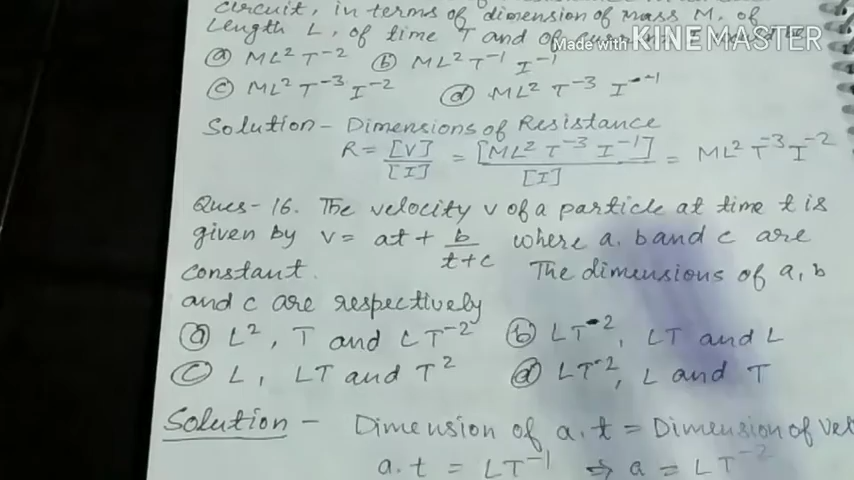 Circuit, in terms of dimension of mass M, of
Length L, of time T and of
Made with KINEMASTER
(a) ML² T⁻² (b) ML² T⁻¹ I⁻¹
(c) ML² T⁻³ I⁻² (d) ML² T⁻³ I⁻¹
Solution - Dimensions of Resistance
R = [V]/[I] = [ML² T⁻³ I⁻¹]/[I] = ML² T⁻³ I⁻²
Ques - 16. The velocity v of a particle at time t is
given by v = at + b/(t+c) where a, b and c are
constant. The dimensions of a, b
and c are respectively
(a) L², T and LT⁻² (b) LT⁻², LT and L
(c) L, LT and T² (d) LT⁻², L and T
Solution - Dimension of a.t = Dimension of vel
a.t = LT⁻¹ ⇒ a = LT⁻²